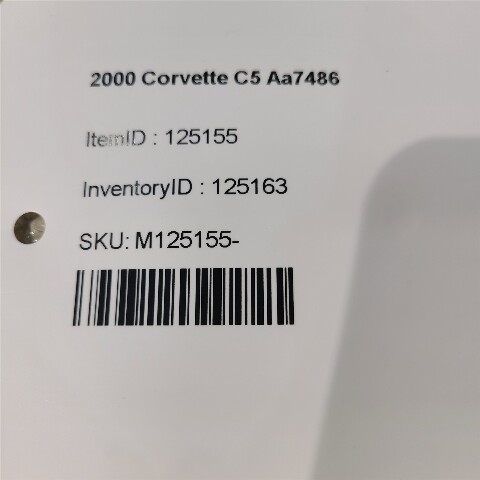 2000 Corvette C5 Aa7486
ItemID : 125155
InventoryID : 125163
SKU: M125155-